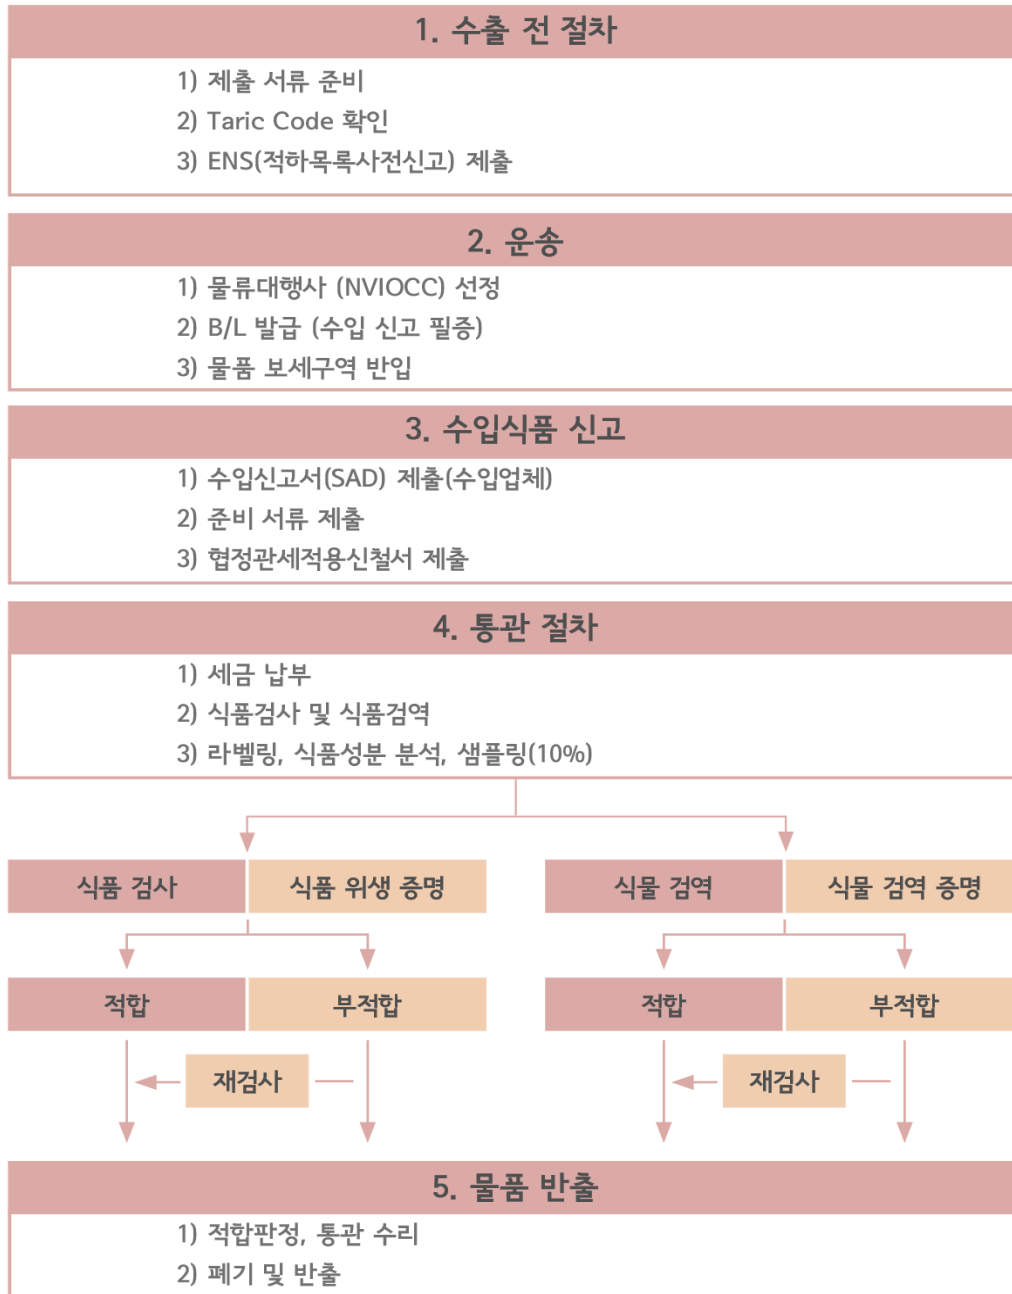 1. 수출 전 절차
1) 제출 서류 준비
2) Taric Code 확인
3) ENS(적하목록사전신고) 제출
2. 운송
1) 물류대행사 (NVIOCC) 선정
2) B/L 발급 (수입 신고 필증)
3) 물품 보세구역 반입
3. 수입식품 신고
1) 수입신고서(SAD) 제출(수입업체)
2) 준비 서류 제출
3) 협정관세적용신철서 제출
4. 통관 절차
1) 세금 납부
2) 식품검사 및 식품검역
3) 라벨링, 식품성분 분석, 샘플링(10%)
식품 검사 식품 위생 증명 식물 검역 식물 검역 증명
적합 부적합 적합 부적합
재검사 재검사
5. 물품 반출
1) 적합판정, 통관 수리
2) 폐기 및 반출